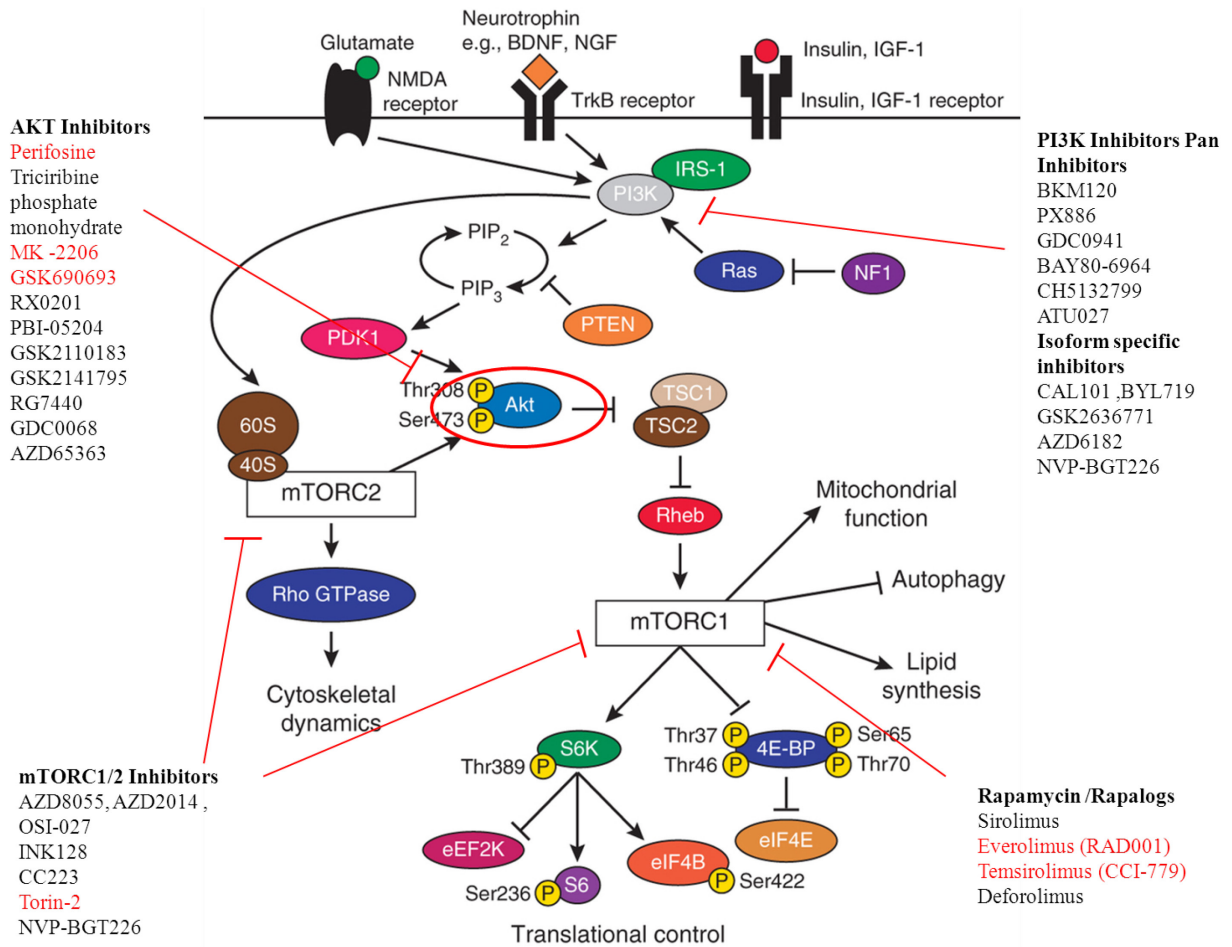 Neurotrophin
e.g., BDNF, NGF
Glutamate
Insulin, IGF-1
NMDA
receptor
TrkB receptor
Insulin, IGF-1 receptor
AKT Inhibitors
Perifosine
Triciribine
phosphate
monohydrate
MK -2206
GSK690693
RX0201
PBI-05204
GSK2110183
GSK2141795
RG7440
GDC0068
AZD65363
PI3K Inhibitors Pan
Inhibitors
BKM120
PX886
GDC0941
BAY80-6964
CH5132799
ATU027
Isoform specific
inhibitors
CAL101 ,BYL719
GSK2636771
AZD6182
NVP-BGT226
IRS-1
PI3K
PIP2
PIP3
Ras
NF1
PTEN
PDK1
Thr308
P
Ser473
P
Akt
TSC1
TSC2
60S
40S
mTORC2
Rheb
Mitochondrial
function
Rho GTPase
Autophagy
mTORC1
Lipid
synthesis
Cytoskeletal
dynamics
S6K
Thr389
P
Thr37
P
Thr46
P
4E-BP
P
Ser65
P
Thr70
mTORC1/2 Inhibitors
AZD8055, AZD2014 ,
OSI-027
INK128
CC223
Torin-2
NVP-BGT226
Rapamycin /Rapalogs
Sirolimus
Everolimus (RAD001)
Temsirolimus (CCI-779)
Deforolimus
eEF2K
Ser236
P
S6
eIF4B
P
Ser422
eIF4E
Translational control